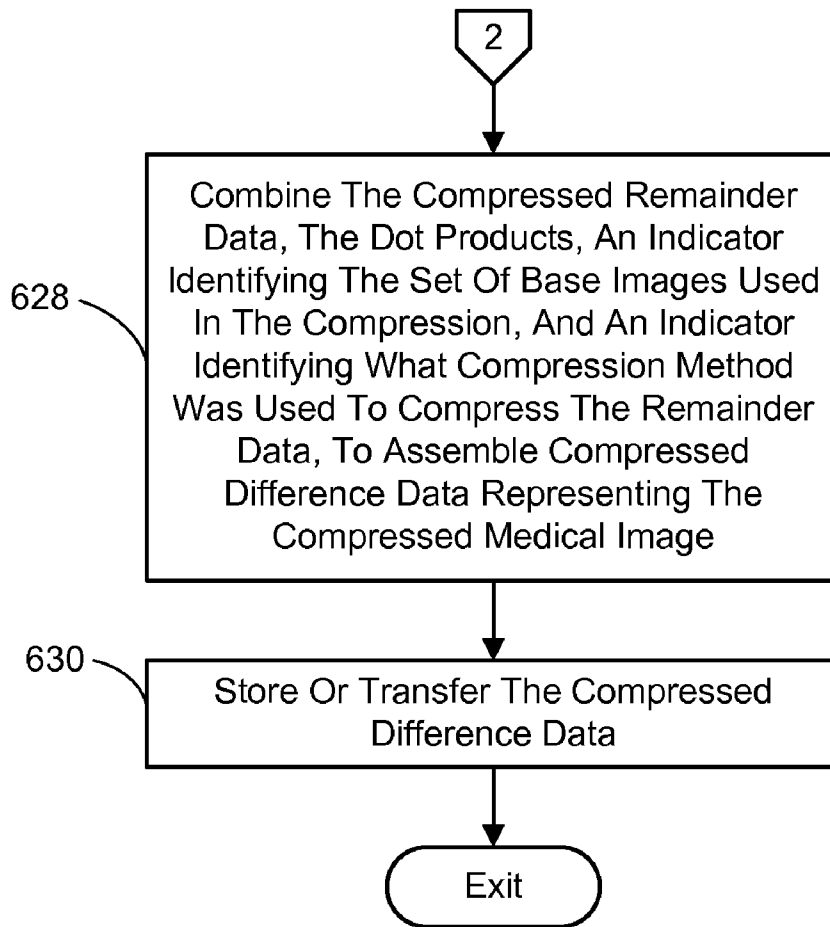 2
Combine The Compressed Remainder
Data, The Dot Products, An Indicator
Identifying The Set Of Base Images Used
In The Compression, And An Indicator
Identifying What Compression Method
Was Used To Compress The Remainder
Data, To Assemble Compressed
Difference Data Representing The
Compressed Medical Image
628
630
Store Or Transfer The Compressed
Difference Data
Exit